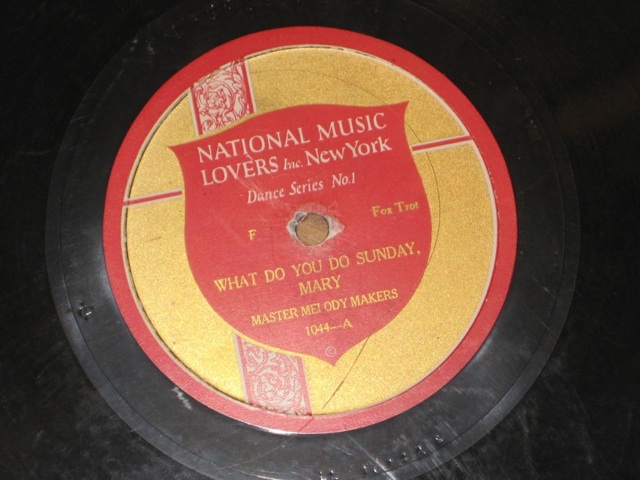 NATIONAL MUSIC
LOVERS Inc. New York
Dance Series No.1
F
Fox Trot
WHAT DO YOU DO SUNDAY,
MARY
MASTER MELODY MAKERS
1044—A
©